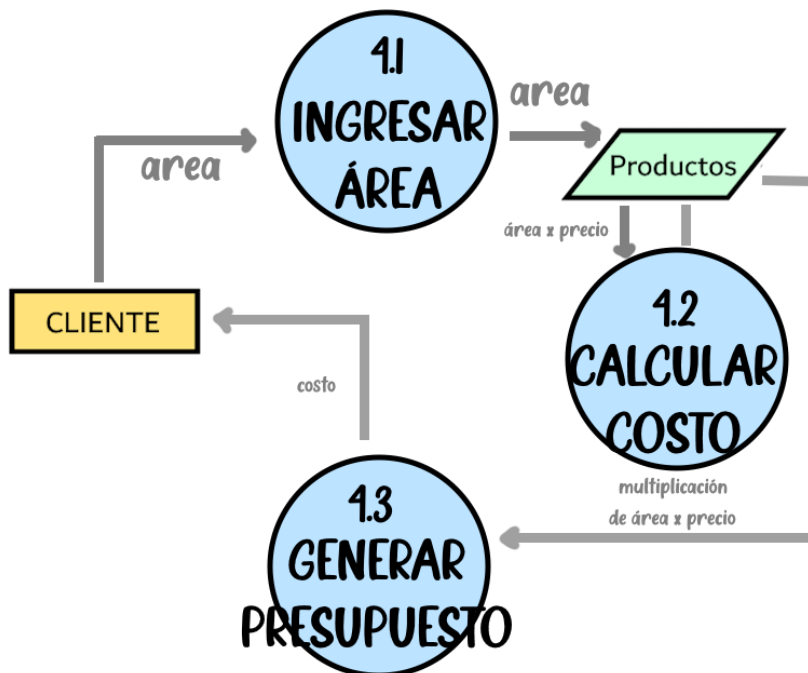 4.1
INGRESAR
ÁREA
area
area
Productos
área x precio
CLIENTE
4.2
CALCULAR
COSTO
costo
multiplicación
de área x precio
4.3
GENERAR
PRESUPUESTO